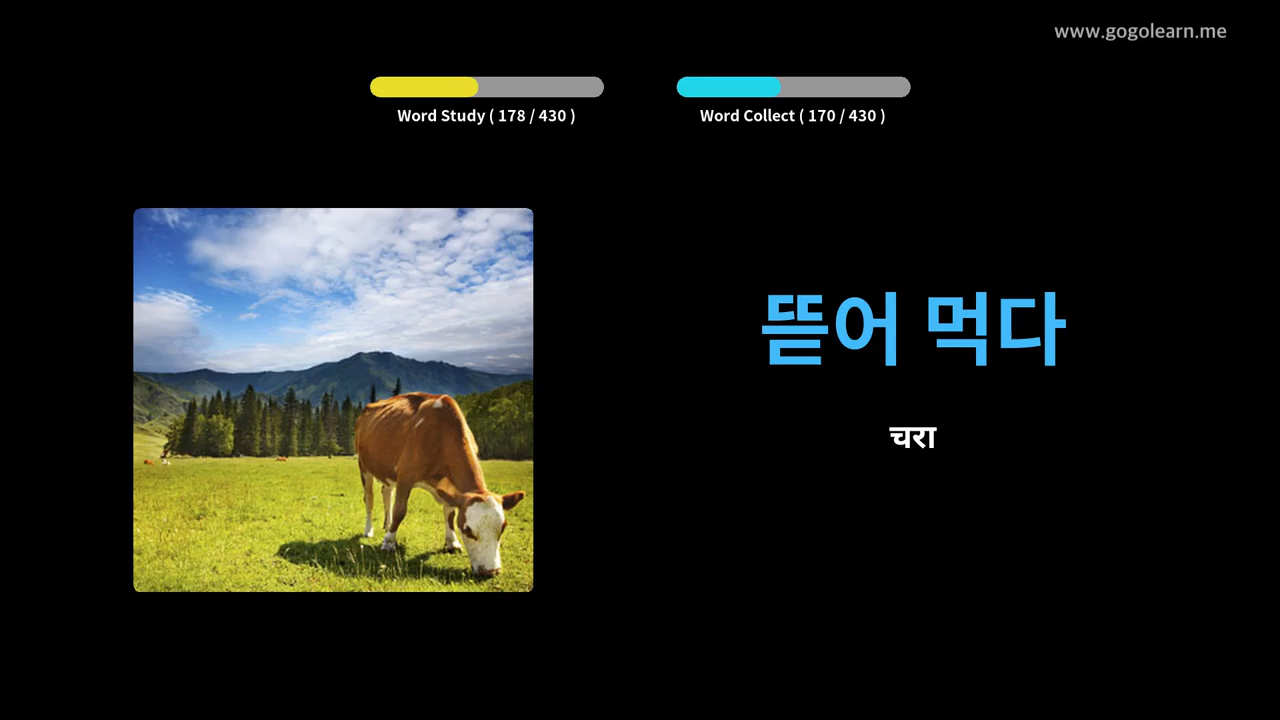 www.gogolearn.me
Word Study ( 178 / 430 )
Word Collect ( 170 / 430 )
뜯어 먹다
चरा